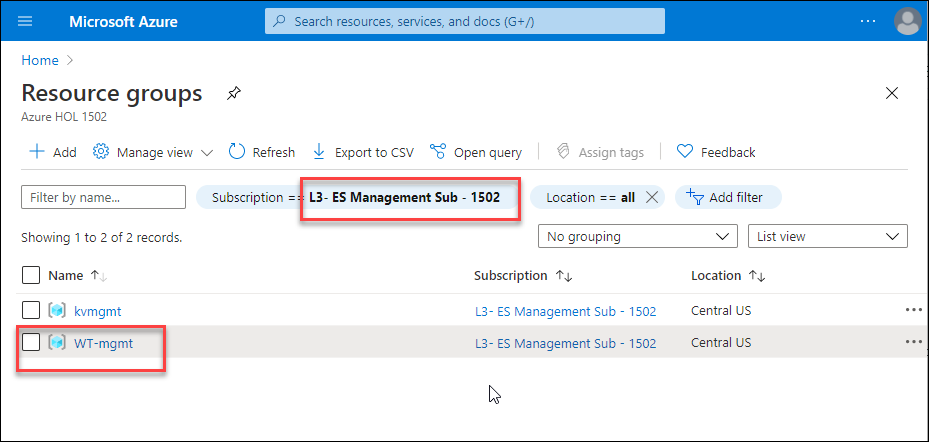 Microsoft Azure
Search resources, services, and docs (G+/)
Home
Resource groups
Azure HOL 1502
Add Manage view Refresh Export to CSV Open query Assign tags Feedback
Filter by name... Subscription == L3- ES Management Sub - 1502 Location == all Add filter
Showing 1 to 2 of 2 records. No grouping List view
Name Subscription Location
kvmgmt L3- ES Management Sub - 1502 Central US
WT-mgmt L3- ES Management Sub - 1502 Central US